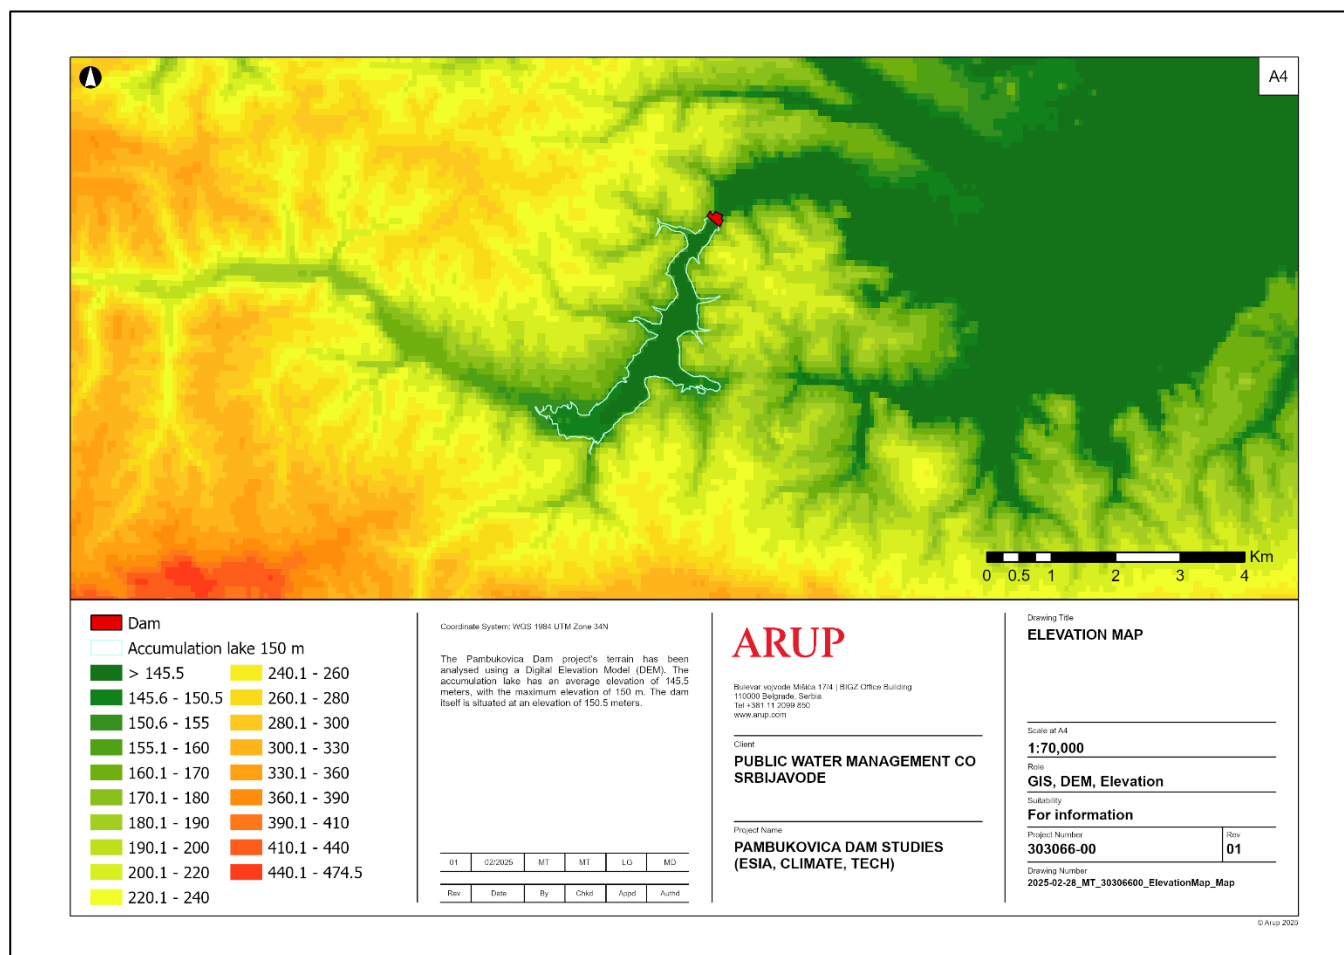 A4
Km
0 0.5 1 2 3 4
Dam
Accumulation lake 150 m
> 145.5
145.6 - 150.5
150.6 - 155
155.1 - 160
160.1 - 170
170.1 - 180
180.1 - 190
190.1 - 200
200.1 - 220
220.1 - 240
240.1 - 260
260.1 - 280
280.1 - 300
300.1 - 330
330.1 - 360
360.1 - 390
390.1 - 410
410.1 - 440
440.1 - 474.5
Coordinate System: WGS 1984 UTM Zone 34N
The Pambukovica Dam project's terrain has been
analysed using a Digital Elevation Model (DEM). The
accumulation lake has an average elevation of 145.5
meters, with the maximum elevation of 150 m. The dam
itself is situated at an elevation of 150.5 meters.
01 02/2025 MT MT LG MD
Rev Date By Chkd Appd Authd
ARUP
Bulevar vojvode Mišića 17/4 | BIGZ Office Building
110000 Belgrade, Serbia
Tel +381 11 2099 850
www.arup.com
Client
PUBLIC WATER MANAGEMENT CO
SRBIJAVODE
Project Name
PAMBUKOVICA DAM STUDIES
(ESIA, CLIMATE, TECH)
Drawing Title
ELEVATION MAP
Scale at A4
1:70,000
Role
GIS, DEM, Elevation
Suitability
For information
Project Number
303066-00
Rev
01
Drawing Number
2025-02-28_MT_30306600_ElevationMap_Map
© Arup 2025